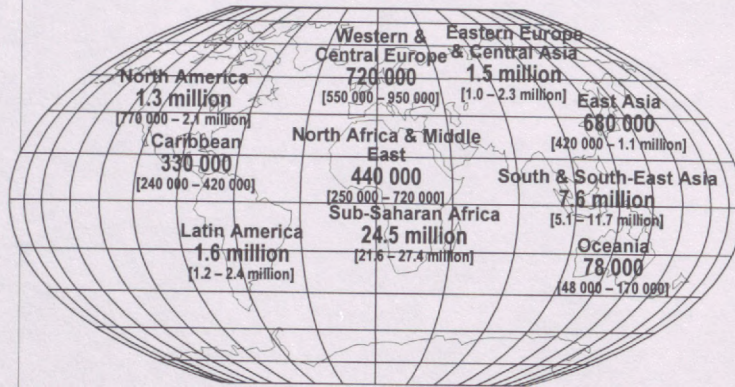 Western &
Central Europe
720 000
[550 000 – 950 000]
Eastern Europe
& Central Asia
1.5 million
[1.0 – 2.3 million]
North America
1.3 million
[770 000 – 2.1 million]
East Asia
680 000
[420 000 – 1.1 million]
Caribbean
330 000
[240 000 – 420 000]
North Africa & Middle
East
440 000
[250 000 – 720 000]
South & South-East Asia
7.6 million
[5.1 – 11.7 million]
Sub-Saharan Africa
24.5 million
[21.6 – 27.4 million]
Latin America
1.6 million
[1.2 – 2.4 million]
Oceania
78 000
[48 000 – 170 000]